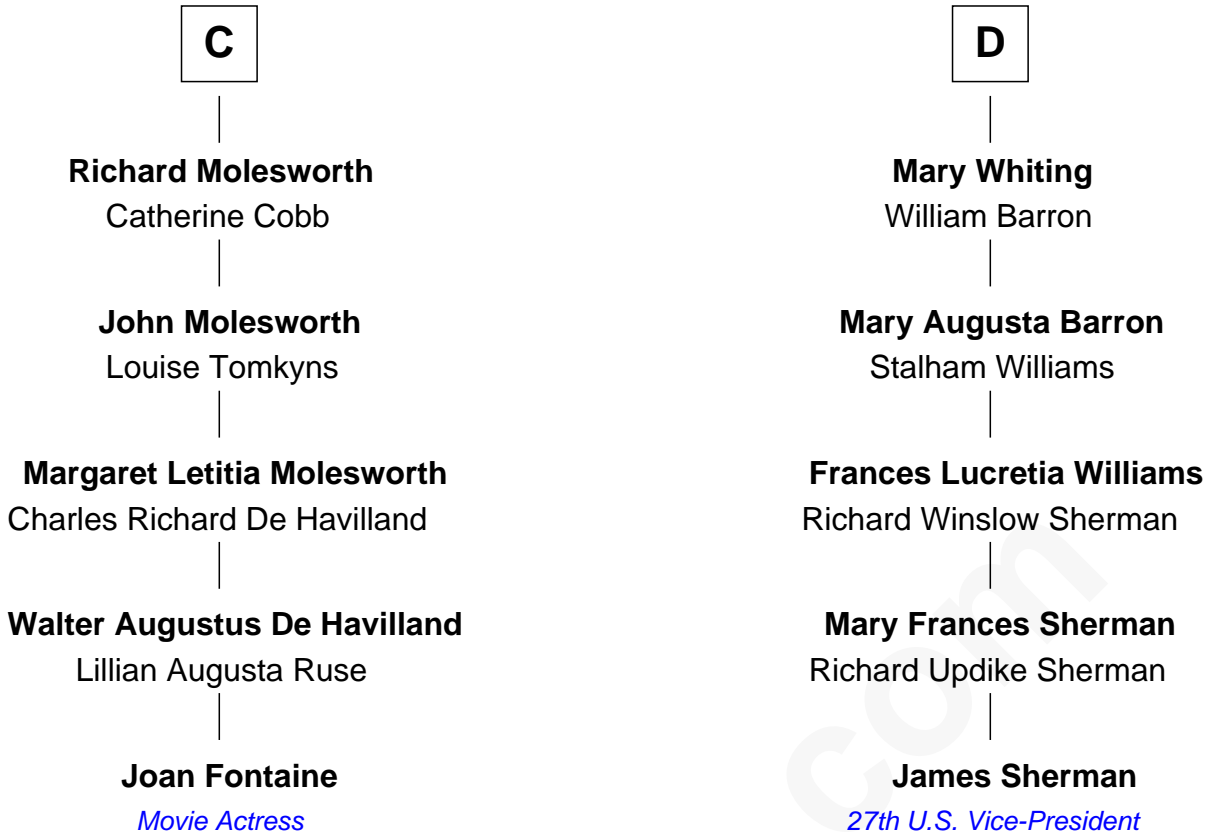 C
Richard Molesworth
Catherine Cobb
John Molesworth
Louise Tomkyns
Margaret Letitia Molesworth
Charles Richard De Havilland
Walter Augustus De Havilland
Lillian Augusta Ruse
Joan Fontaine
Movie Actress
D
Mary Whiting
William Barron
Mary Augusta Barron
Stalham Williams
Frances Lucretia Williams
Richard Winslow Sherman
Mary Frances Sherman
Richard Updike Sherman
James Sherman
27th U.S. Vice-President
com